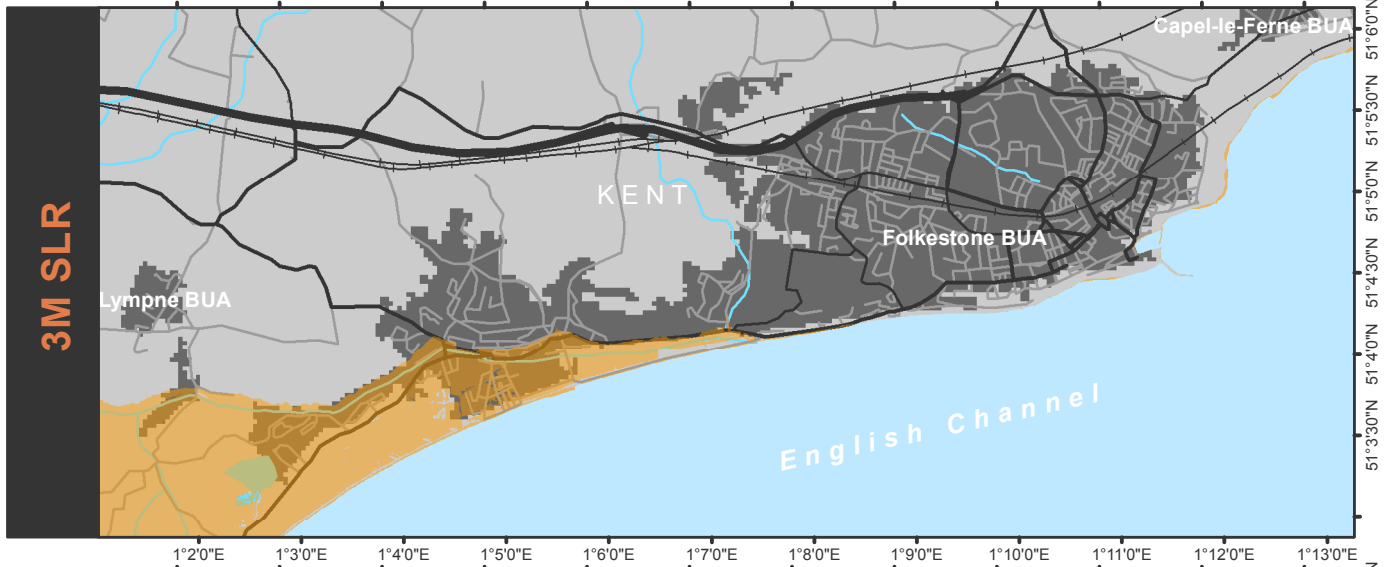 3M SLR
Capel-le-Ferne BUA
KENT
Folkestone BUA
Lympne BUA
English Channel
51°6'0"N
51°5'30"N
51°5'0"N
51°4'30"N
51°4'0"N
51°3'30"N
1°2'0"E
1°3'0"E
1°4'0"E
1°5'0"E
1°6'0"E
1°7'0"E
1°8'0"E
1°9'0"E
1°10'0"E
1°11'0"E
1°12'0"E
1°13'0"E